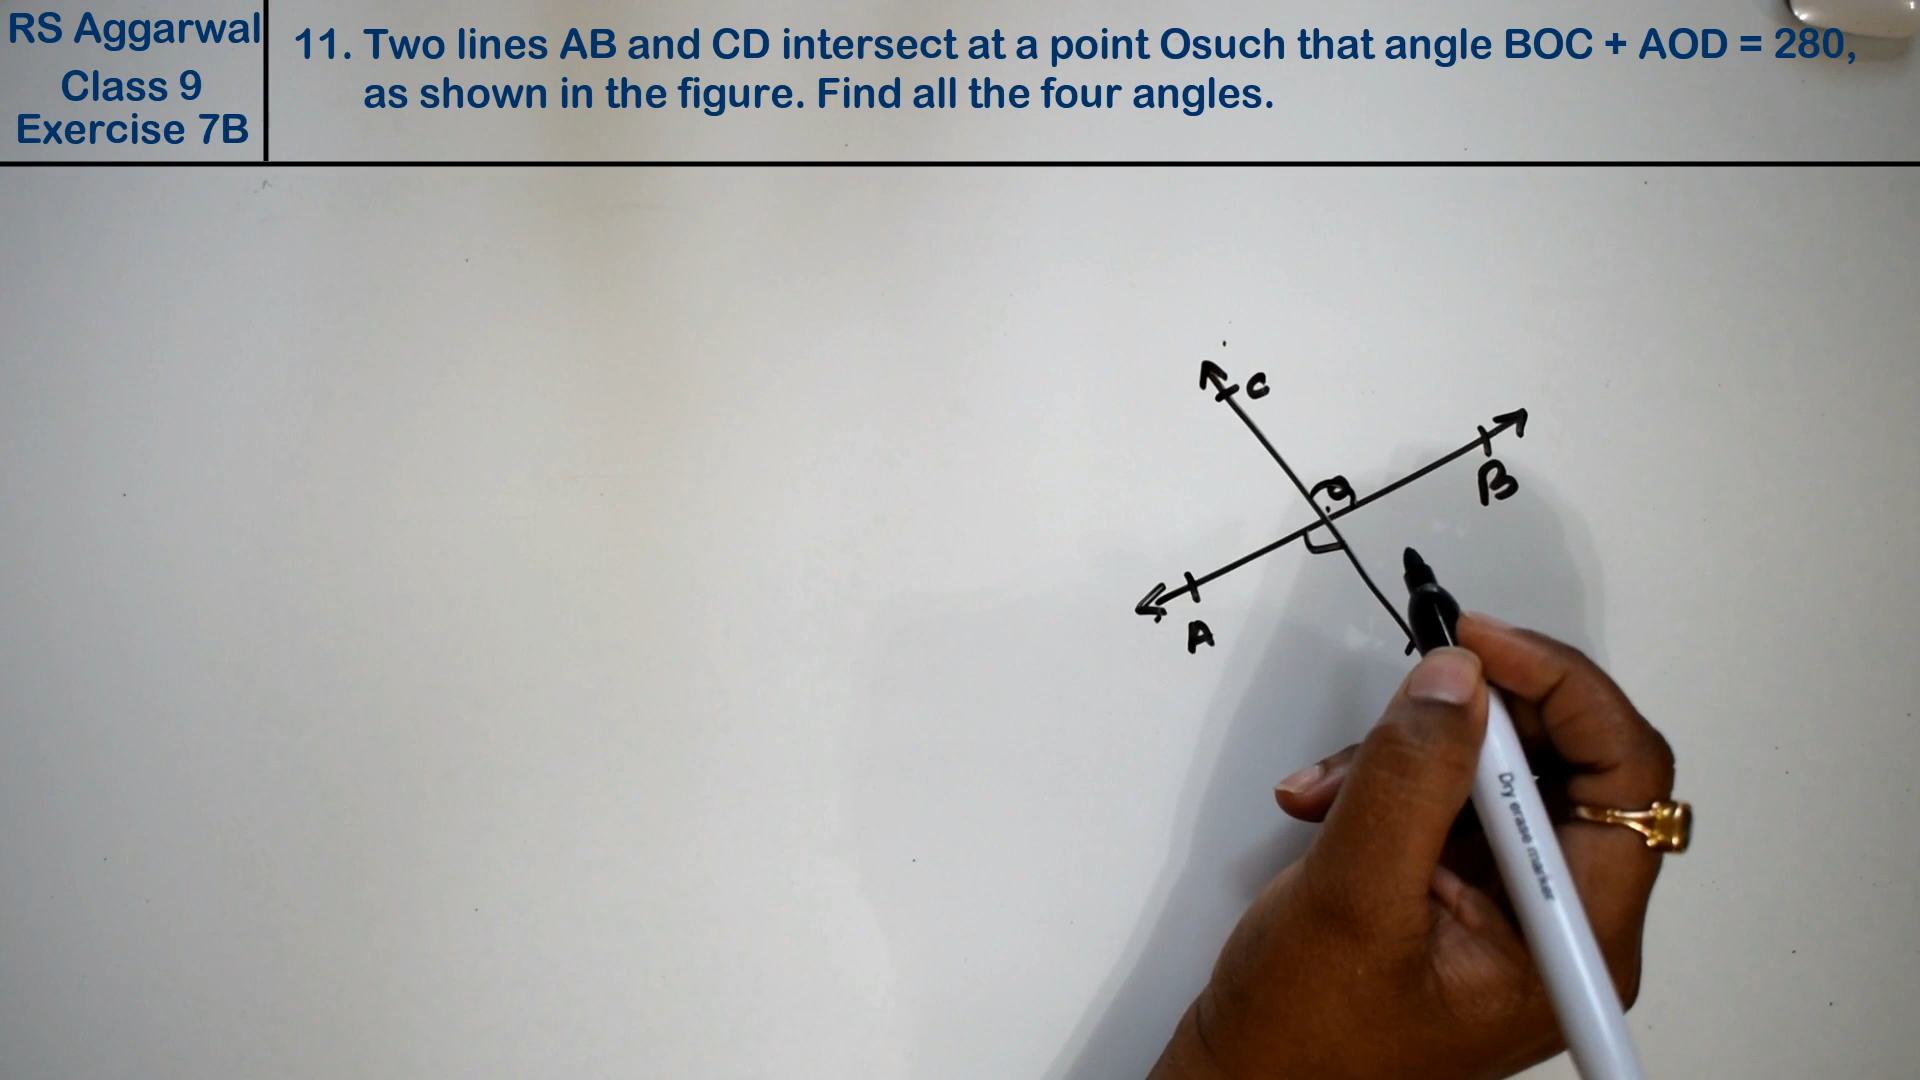 RS Aggarwal
Class 9
Exercise 7B
11. Two lines AB and CD intersect at a point Osuch that angle BOC + AOD = 280,
as shown in the figure. Find all the four angles.
C
O
B
A
Dry erase marker